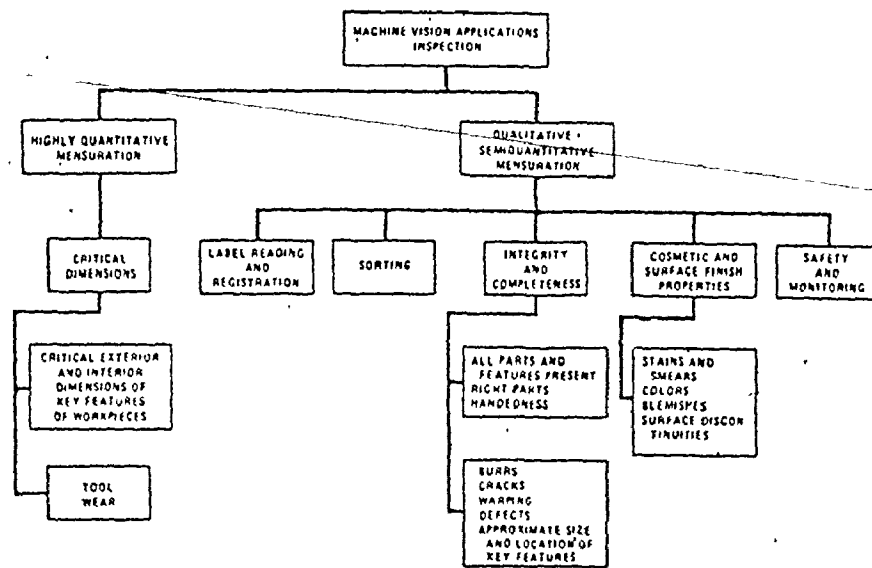 MACHINE VISION APPLICATIONS
INSPECTION
HIGHLY QUANTITATIVE
MENSURATION
QUALITATIVE -
SEMIQUANTITATIVE
MENSURATION
CRITICAL
DIMENSIONS
LABEL READING
AND
REGISTRATION
SORTING
INTEGRITY
AND
COMPLETENESS
COSMETIC AND
SURFACE FINISH
PROPERTIES
SAFETY
AND
MONITORING
CRITICAL EXTERIOR
AND INTERIOR
DIMENSIONS OF
KEY FEATURES
OF WORKPIECES
TOOL
WEAR
ALL PARTS AND
FEATURES PRESENT
RIGHT PARTS
HANDEDNESS
BURRS
CRACKS
WARPING
DEFECTS
APPROXIMATE SIZE
AND LOCATION OF
KEY FEATURES
STAINS AND
SMEARS
COLORS
BLEMISPES
SURFACE DISCON
TINUITIES